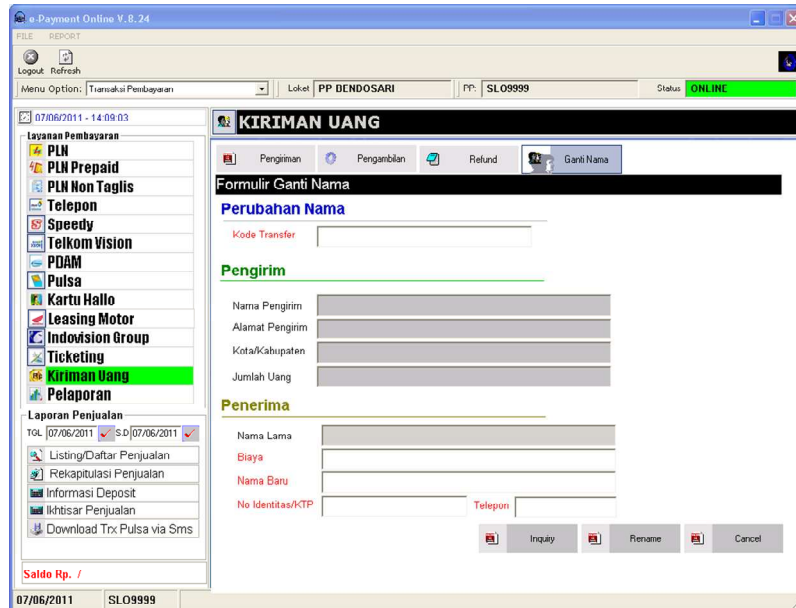 e-Payment Online V.8.24
FILE REPORT
Logout Refresh
Menu Option: Transaksi Pembayaran Loket PP DENDOSARI PP: SLO9999 Status ONLINE
07/06/2011 - 14:09:03
Layanan Pembayaran
PLN
PLN Prepaid
PLN Non Taglis
Telepon
Speedy
Telkom Vision
PDAM
Pulsa
Kartu Hallo
Leasing Motor
Indovision Group
Ticketing
Kiriman Uang
Pelaporan
Laporan Penjualan
TGL 07/06/2011 S.D 07/06/2011
Listing/Daftar Penjualan
Rekapitulasi Penjualan
Informasi Deposit
Ikhtisar Penjualan
Download Trx Pulsa via Sms
Saldo Rp. /
KIRIMAN UANG
Pengiriman Pengambilan Refund Ganti Nama
Formulir Ganti Nama
Perubahan Nama
Kode Transfer
Pengirim
Nama Pengirim
Alamat Pengirim
Kota/Kabupaten
Jumlah Uang
Penerima
Nama Lama
Biaya
Nama Baru
No Identitas/KTP Telepon
Inquiy Rename Cancel
07/06/2011 SLO9999